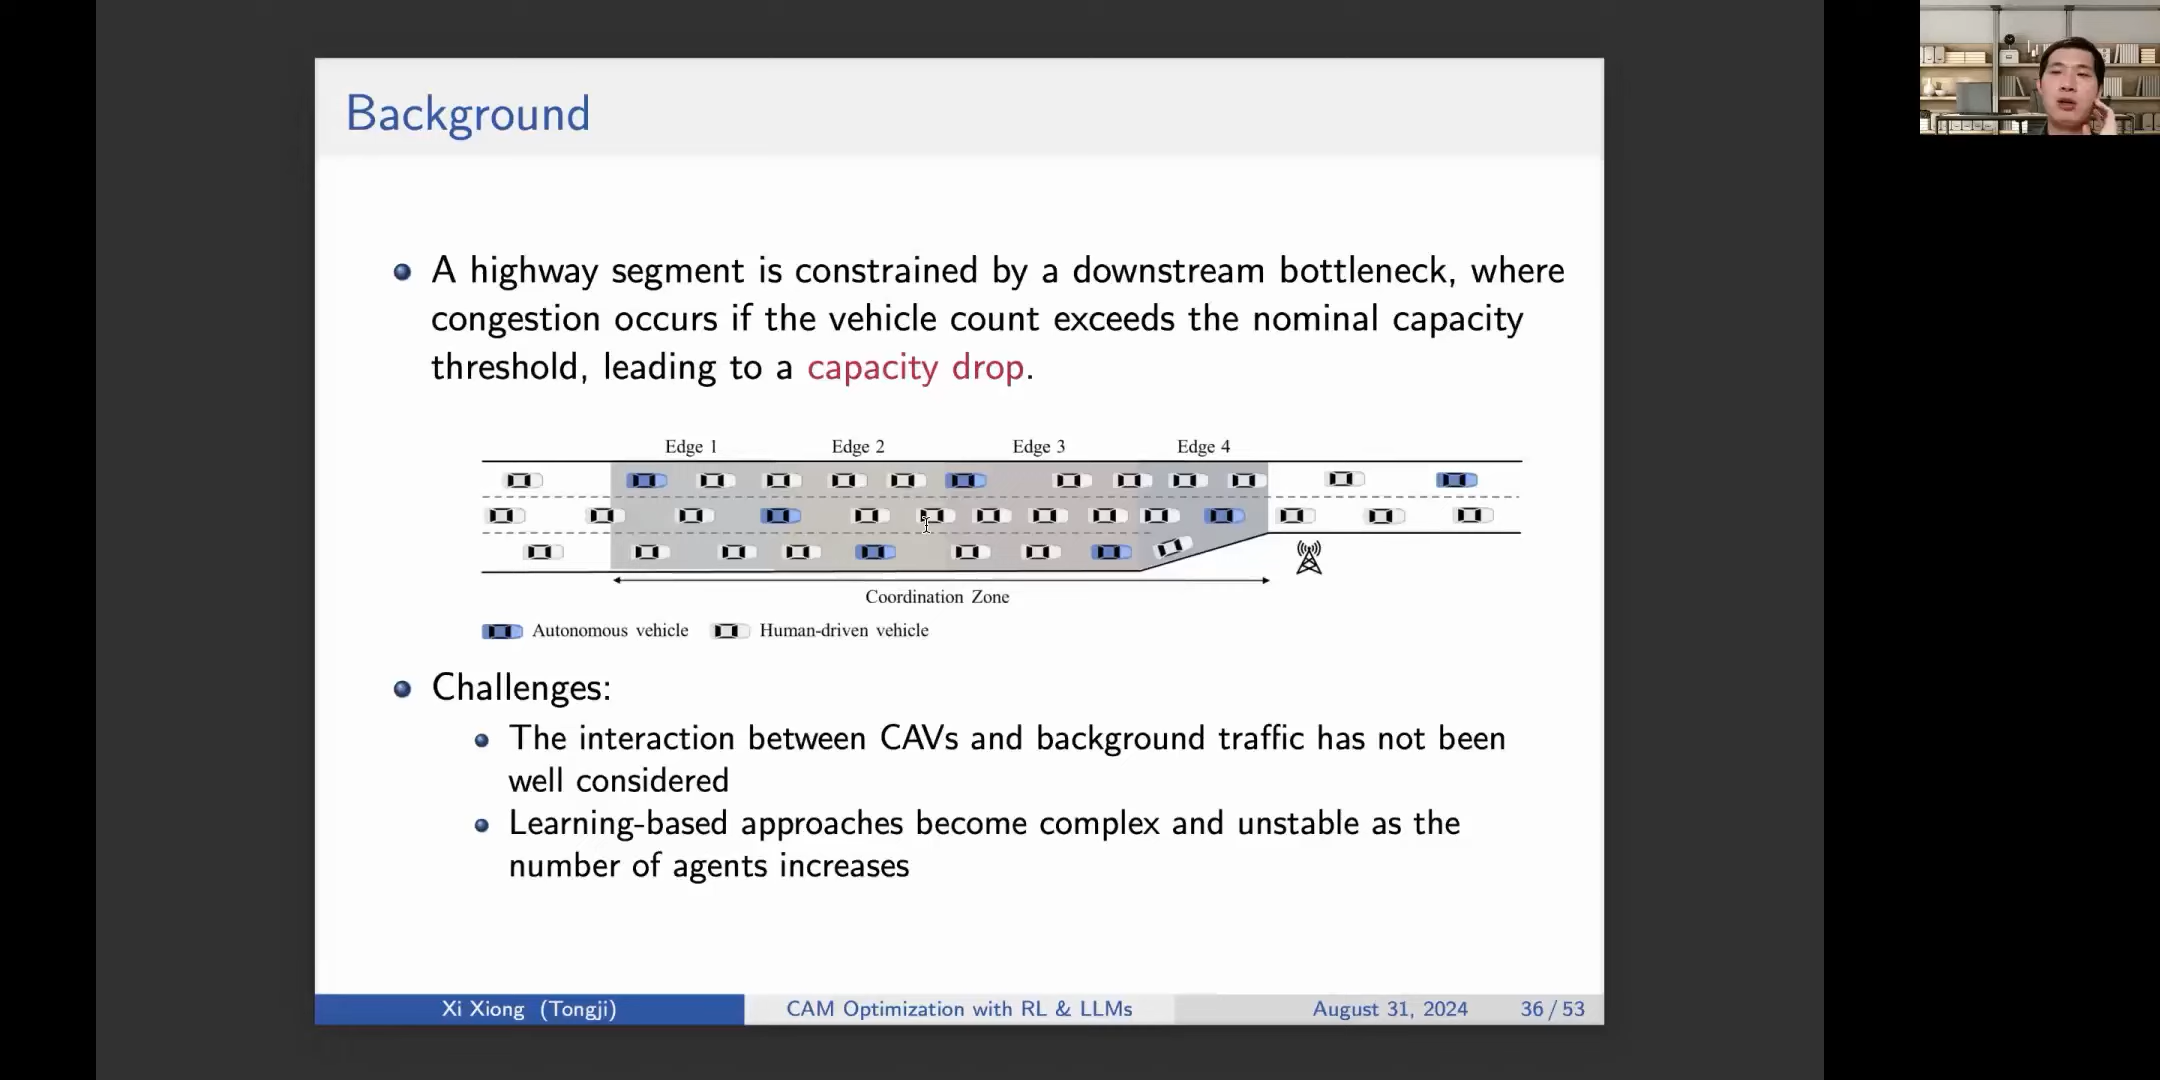 Background
A highway segment is constrained by a downstream bottleneck, where
congestion occurs if the vehicle count exceeds the nominal capacity
threshold, leading to a capacity drop.
Edge 1 Edge 2 Edge 3 Edge 4
Coordination Zone
Autonomous vehicle Human-driven vehicle
Challenges:
The interaction between CAVs and background traffic has not been
well considered
Learning-based approaches become complex and unstable as the
number of agents increases
Xi Xiong (Tongji) CAM Optimization with RL & LLMs August 31, 2024 36 / 53